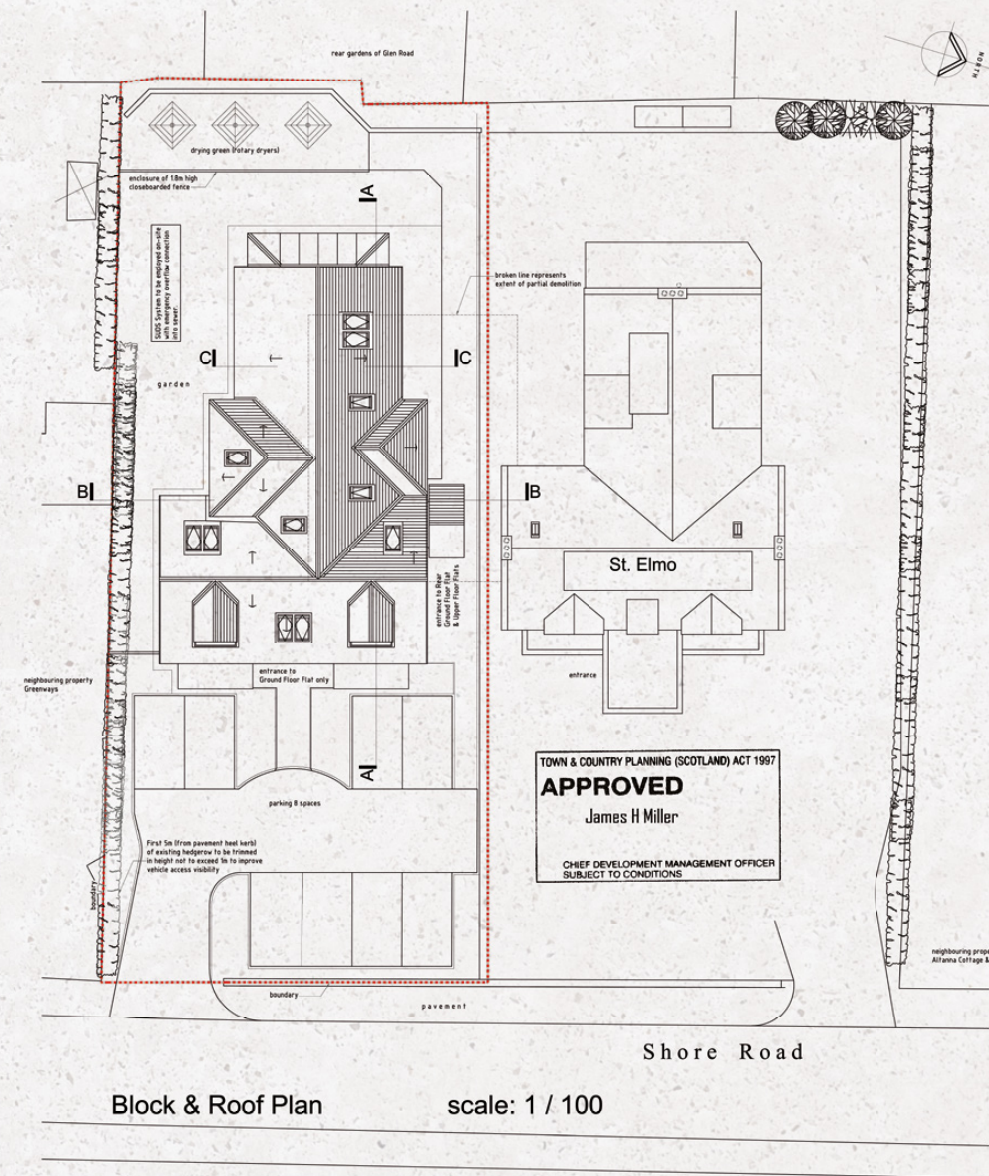 rear gardens of Glen Road
NORTH
drying green (rotary dryers)
enclosure of 1.8m high
closeboarded fence
A
SUDS System to be employed on-site
with emergency overflow connection
into sewer.
broken line represents
extent of partial demolition
C
C
garden
B
B
St. Elmo
entrance to Rear
Ground Floor Flat
& Upper Floor Flats
entrance to
Ground Floor Flat only
entrance
neighbouring property
Greenways
A
TOWN & COUNTRY PLANNING (SCOTLAND) ACT 1997
APPROVED
James H Miller
CHIEF DEVELOPMENT MANAGEMENT OFFICER
SUBJECT TO CONDITIONS
parking 8 spaces
First 5m (from pavement heel kerb)
of existing hedgerow to be trimmed
in height not to exceed 1m to improve
vehicle access visibility
boundary
neighbouring prope
Altanna Cottage &
boundary
pavement
Shore Road
Block & Roof Plan
scale: 1 / 100